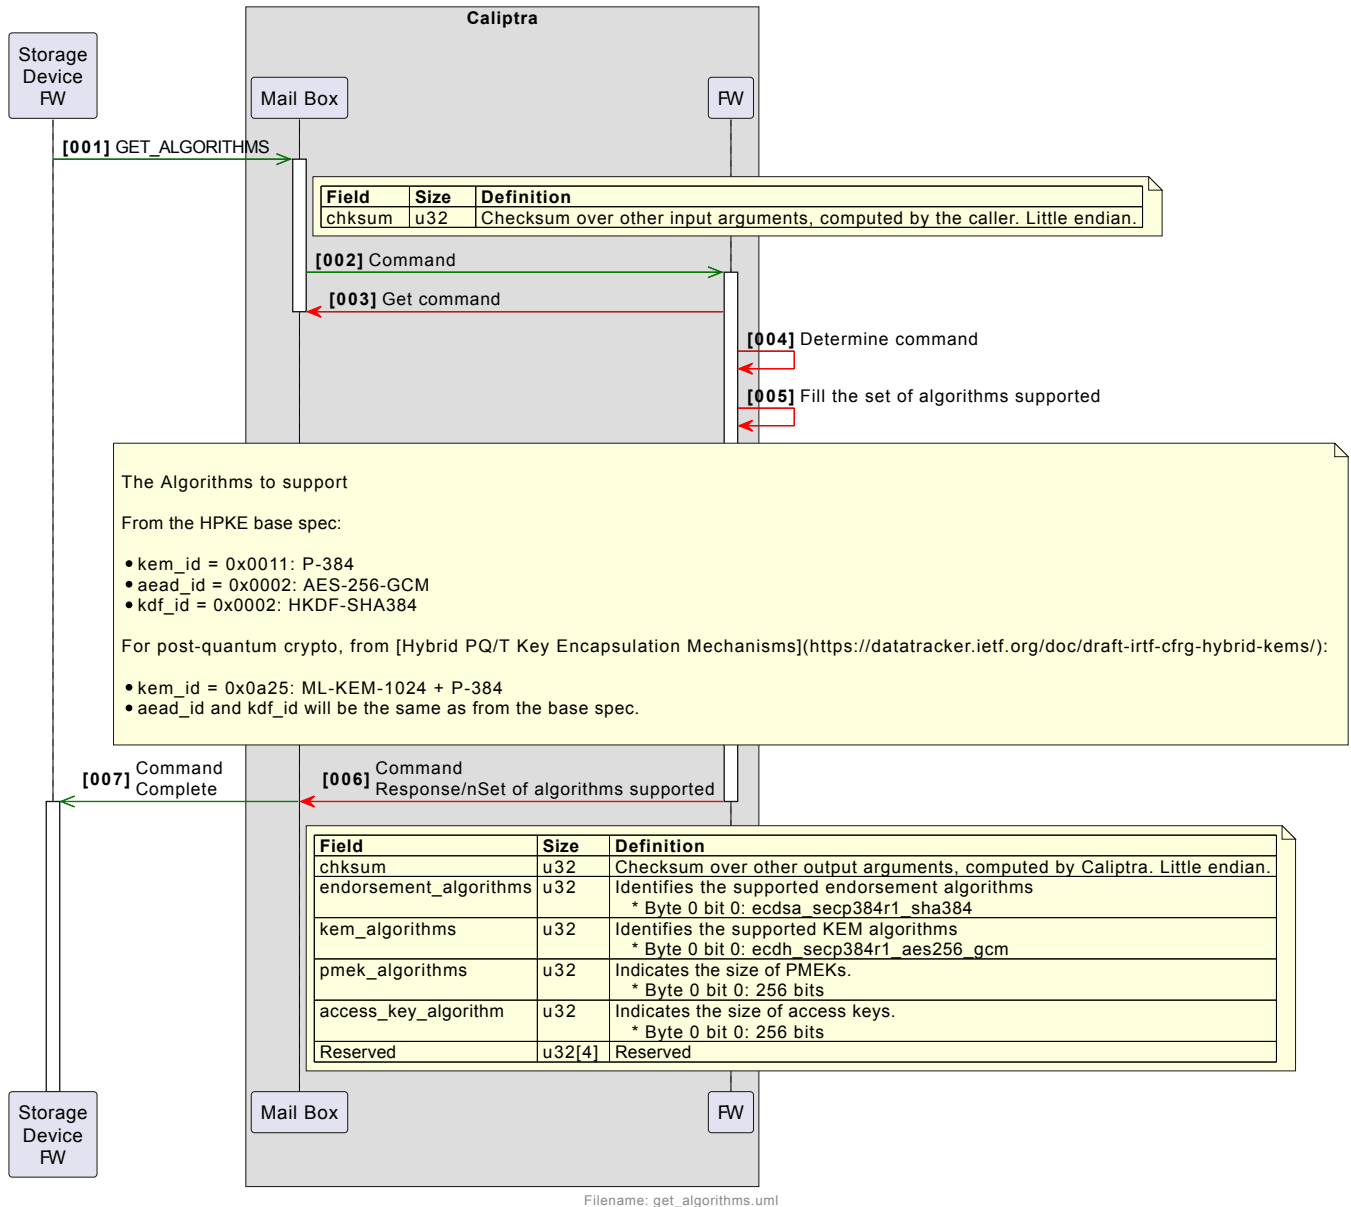 Caliptra
Storage
Device
FW
Mail Box
FW
[001] GET_ALGORITHMS
Field Size Definition
chksum u32 Checksum over other input arguments, computed by the caller. Little endian.
[002] Command
[003] Get command
[004] Determine command
[005] Fill the set of algorithms supported
The Algorithms to support
From the HPKE base spec:
• kem_id = 0x0011: P-384
• aead_id = 0x0002: AES-256-GCM
• kdf_id = 0x0002: HKDF-SHA384
For post-quantum crypto, from [Hybrid PQ/T Key Encapsulation Mechanisms](https://datatracker.ietf.org/doc/draft-irtf-cfrg-hybrid-kems/):
• kem_id = 0x0a25: ML-KEM-1024 + P-384
• aead_id and kdf_id will be the same as from the base spec.
[007] Command
Complete
[006] Command
Response/nSet of algorithms supported
Field Size Definition
chksum u32 Checksum over other output arguments, computed by Caliptra. Little endian.
endorsement_algorithms u32 Identifies the supported endorsement algorithms
* Byte 0 bit 0: ecdsa_secp384r1_sha384
kem_algorithms u32 Identifies the supported KEM algorithms
* Byte 0 bit 0: ecdh_secp384r1_aes256_gcm
pmek_algorithms u32 Indicates the size of PMEKs.
* Byte 0 bit 0: 256 bits
access_key_algorithm u32 Indicates the size of access keys.
* Byte 0 bit 0: 256 bits
Reserved u32[4] Reserved
Storage
Device
FW
Mail Box
FW
Filename: get_algorithms.uml